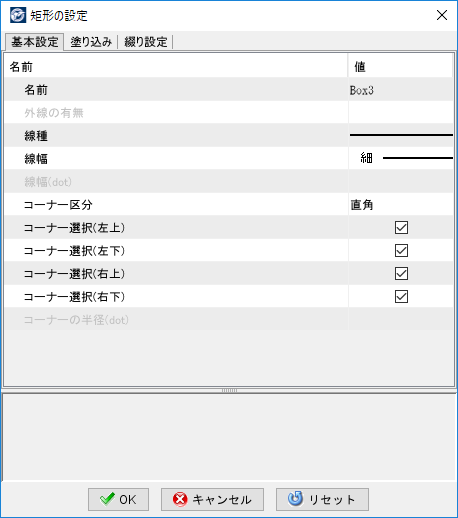 矩形の設定
基本設定 塗り込み 綴り設定
名前 値
名前 Box3
外線の有無
線種
線幅 細
線幅(dot)
コーナー区分 直角
コーナー選択(左上)
コーナー選択(左下)
コーナー選択(右上)
コーナー選択(右下)
コーナーの半径(dot)
OK キャンセル リセット